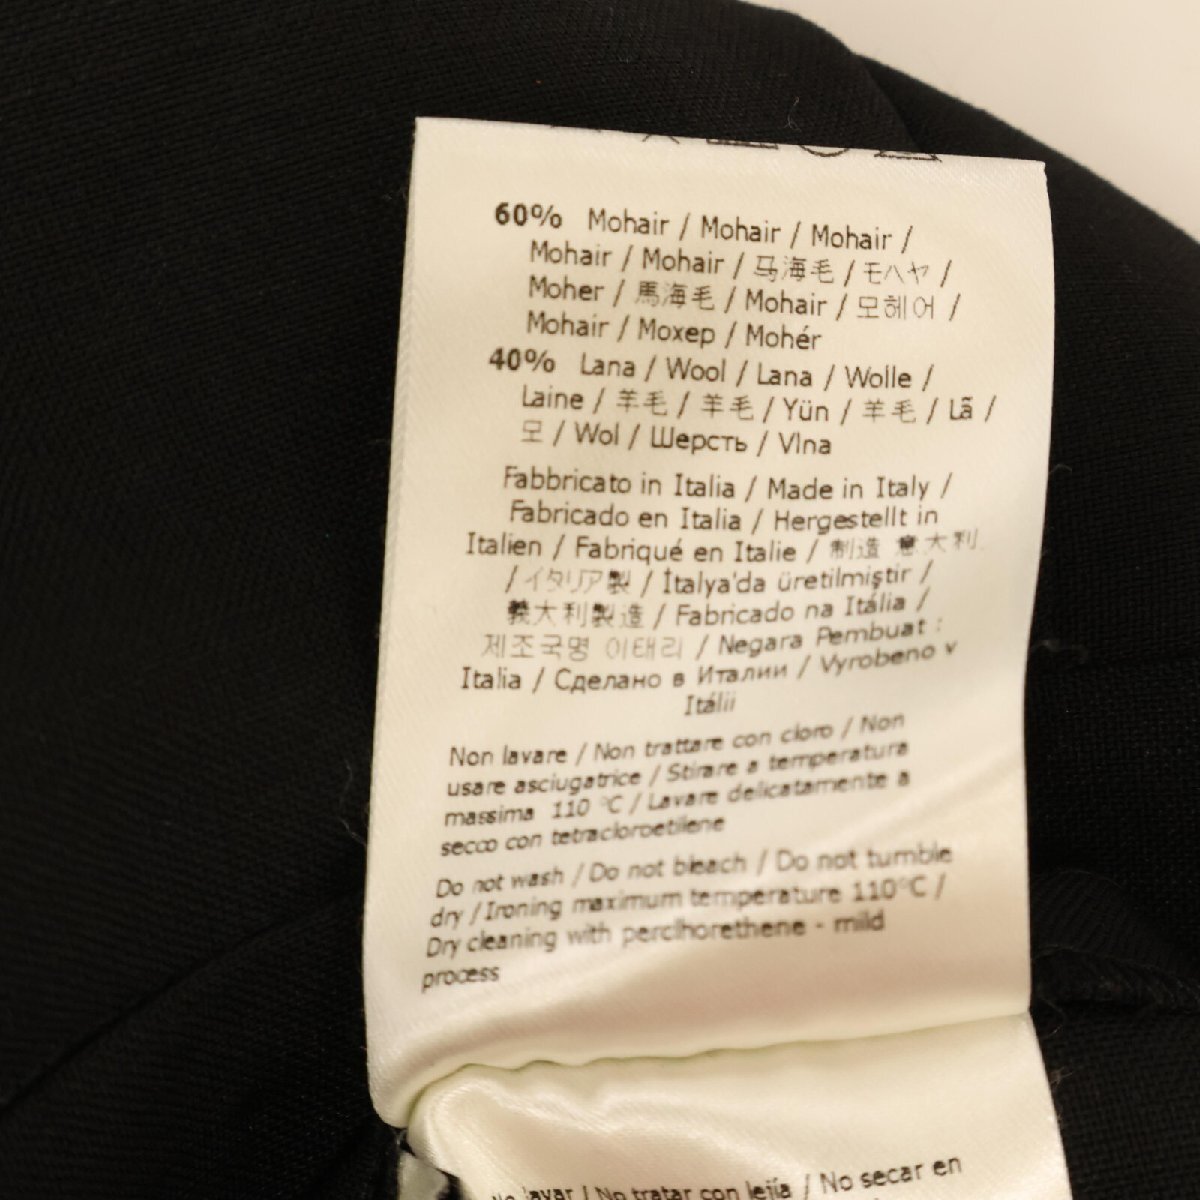 60% Mohair / Mohair / Mohair /
Mohair / Mohair / 马海毛 / モハヤ /
Moher / 馬海毛 / Mohair / 모헤어 /
Mohair / Мохер / Mohér
40% Lana / Wool / Lana / Wolle /
Laine / 羊毛 / 羊毛 / Yün / 羊毛 / Lã /
모 / Wol / Шерсть / Vlna
Fabbricato in Italia / Made in Italy /
Fabricado en Italia / Hergestellt in
Italien / Fabriqué en Italie / 制造 意大利
/ イタリア製 / İtalya'da üretilmiştir /
義大利製造 / Fabricado na Itália /
제조국명 이태리 / Negara Pembuat :
Italia / Сделано в Италии / Vyrobeno v
Itálii
Non lavare / Non trattare con cloro / Non
usare asciugatrice / Stirare a temperatura
massima 110 °C / Lavare delicatamente a
secco con tetracloroetilene
Do not wash / Do not bleach / Do not tumble
dry / Ironing maximum temperature 110°C /
Dry cleaning with perclhorethene - mild
process
No lavar / No tratar con lejía / No secar en